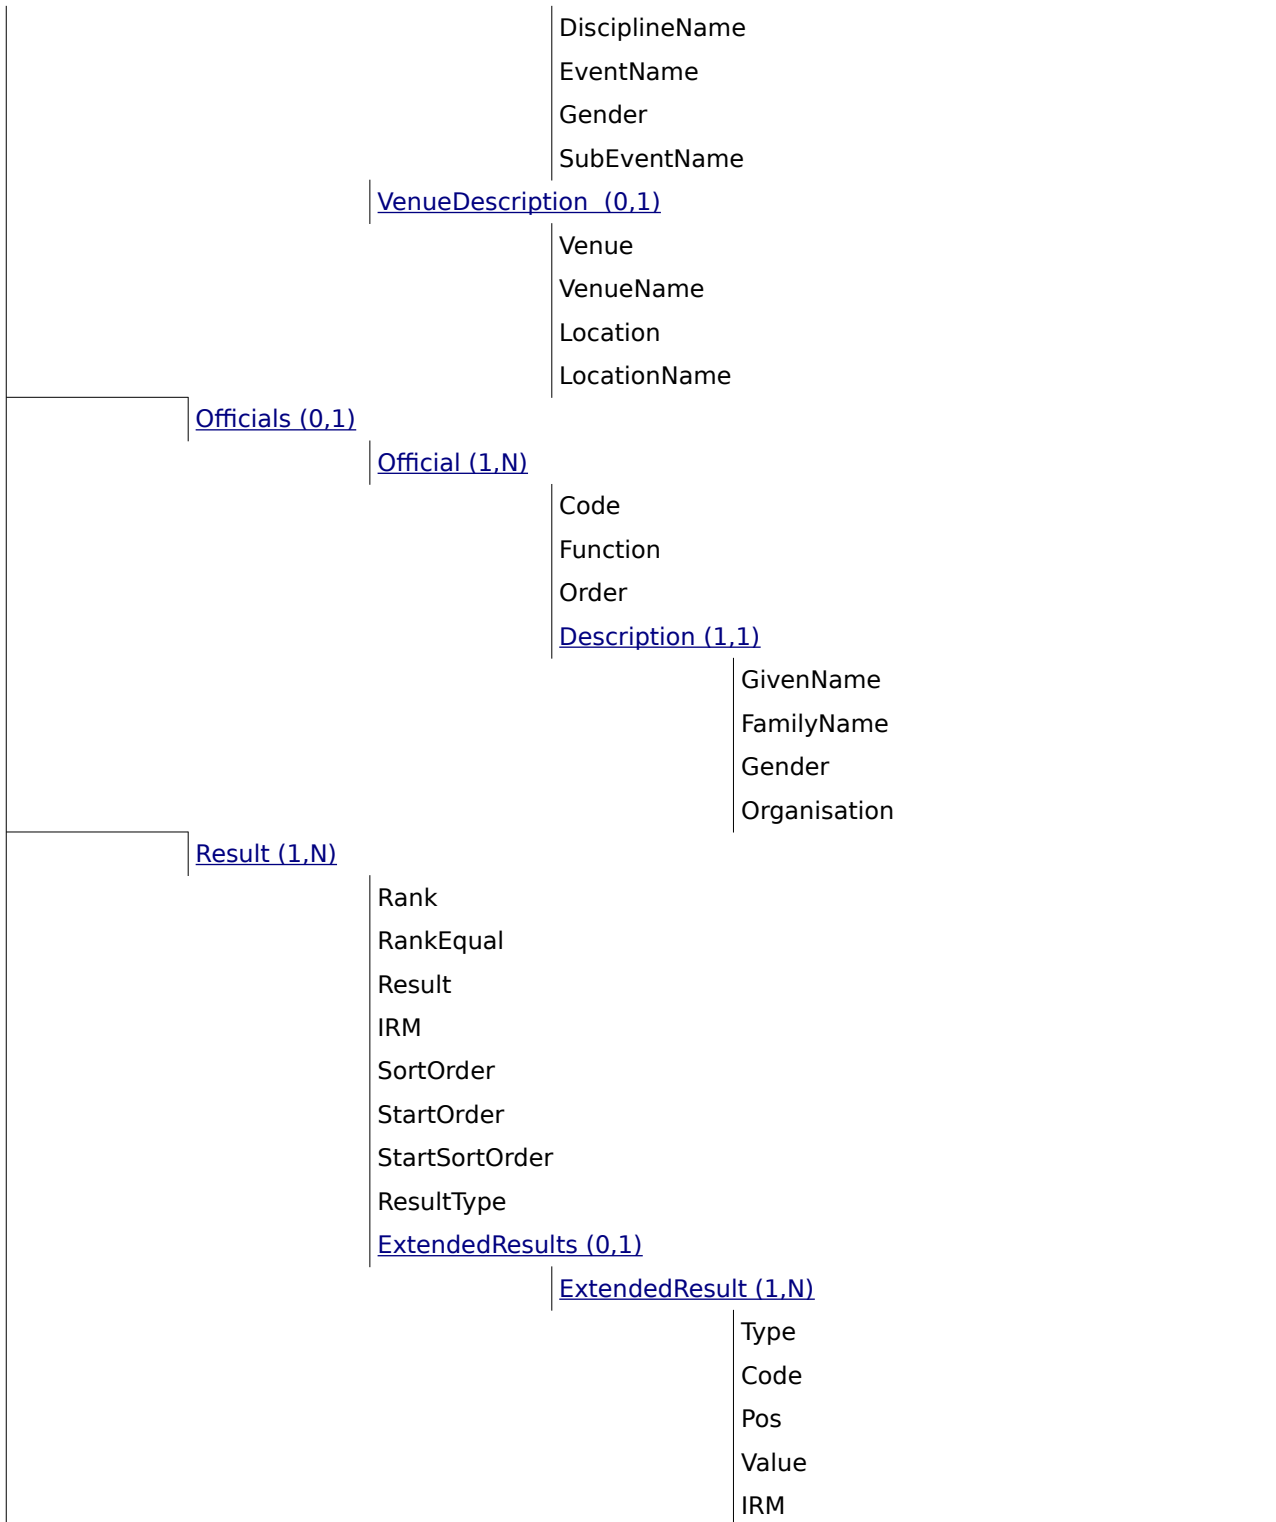 DisciplineName
EventName
Gender
SubEventName
VenueDescription  (0,1)
Venue
VenueName
Location
LocationName
Officials (0,1)
Official (1,N)
Code
Function
Order
Description (1,1)
GivenName
FamilyName
Gender
Organisation
Result (1,N)
Rank
RankEqual
Result
IRM
SortOrder
StartOrder
StartSortOrder
ResultType
ExtendedResults (0,1)
ExtendedResult (1,N)
Type
Code
Pos
Value
IRM